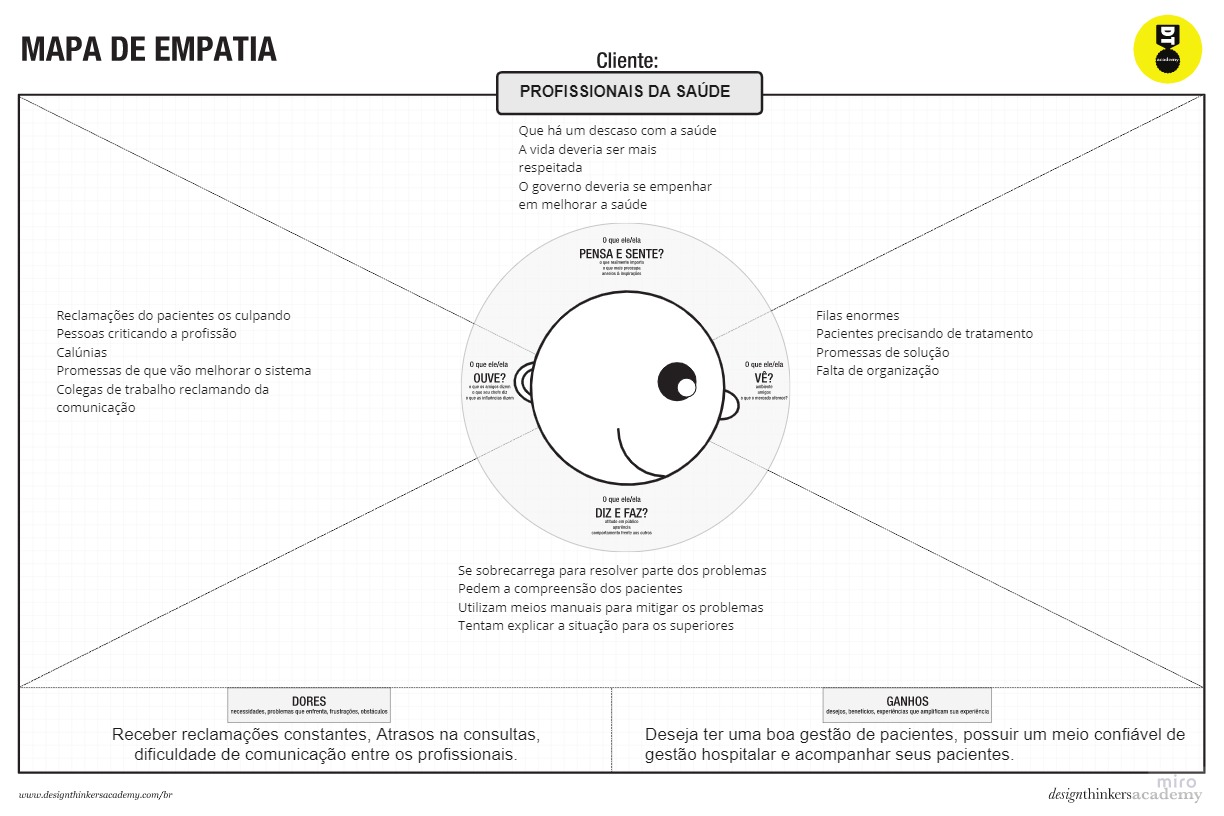 MAPA DE EMPATIA
DT
academy
Cliente:
PROFISSIONAIS DA SAÚDE
Que há um descaso com a saúde
A vida deveria ser mais
respeitada
O governo deveria se empenhar
em melhorar a saúde
O que ele/ela
PENSA E SENTE?
o que realmente importa
o que mais preocupa
anseios & inspirações
Reclamações do pacientes os culpando
Pessoas criticando a profissão
Calúnias
Promessas de que vão melhorar o sistema
Colegas de trabalho reclamando da
comunicação
O que ele/ela
OUVE?
o que os amigos dizem
o que seu chefe diz
o que as influências dizem
O que ele/ela
VÊ?
ambiente
amigos
o que o mercado oferece?
Filas enormes
Pacientes precisando de tratamento
Promessas de solução
Falta de organização
O que ele/ela
DIZ E FAZ?
atitude em público
aparência
comportamento frente aos outros
Se sobrecarrega para resolver parte dos problemas
Pedem a compreensão dos pacientes
Utilizam meios manuais para mitigar os problemas
Tentam explicar a situação para os superiores
DORES
necessidades, problemas que enfrenta, frustrações, obstáculos
Receber reclamações constantes, Atrasos na consultas,
dificuldade de comunicação entre os profissionais.
GANHOS
desejos, benefícios, experiências que amplificam sua experiência
Deseja ter uma boa gestão de pacientes, possuir um meio confiável de
gestão hospitalar e acompanhar seus pacientes.
www.designthinkersacademy.com/br
miro
designthinkersacademy